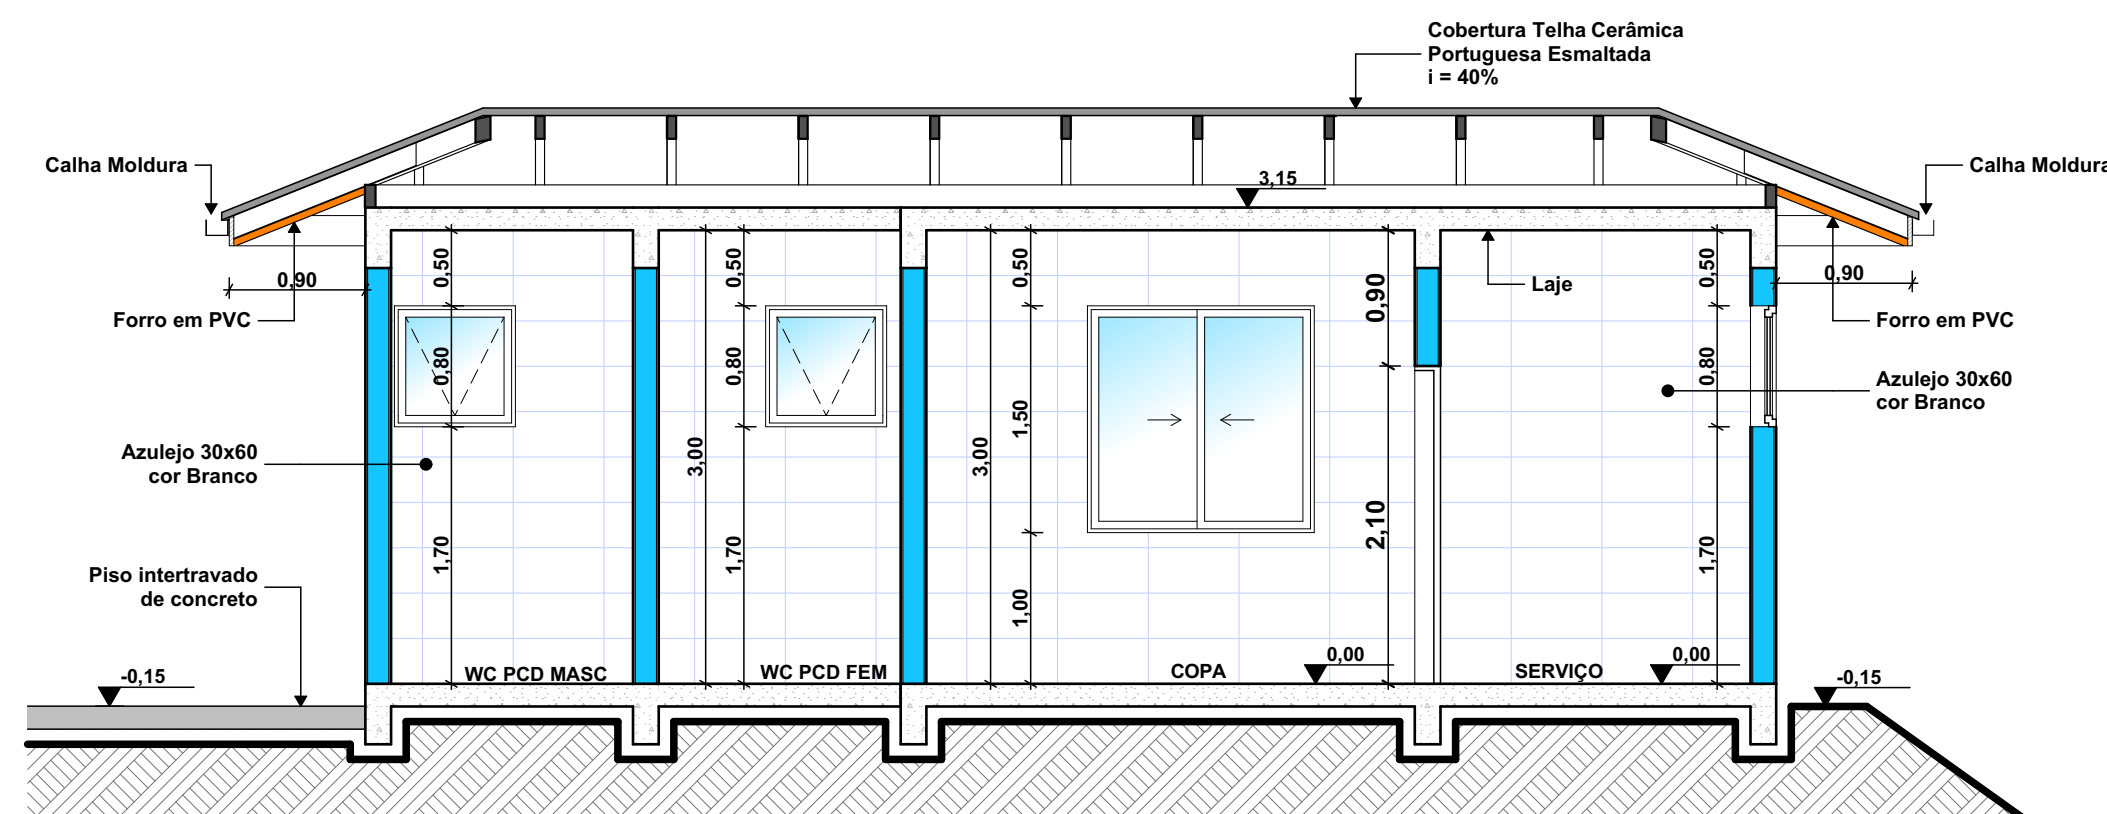 Cobertura Telha Cerâmica
Portuguesa Esmaltada
i = 40%
Calha Moldura
Calha Moldura
3,15
0,90
0,50
0,50
0,50
0,90
Laje
0,50
0,90
Forro em PVC
Forro em PVC
0,80
0,80
1,50
0,80
Azulejo 30x60
cor Branco
Azulejo 30x60
cor Branco
3,00
3,00
2,10
1,70
1,70
1,00
1,70
Piso intertravado
de concreto
-0,15
WC PCD MASC
WC PCD FEM
COPA
0,00
SERVIÇO
0,00
-0,15